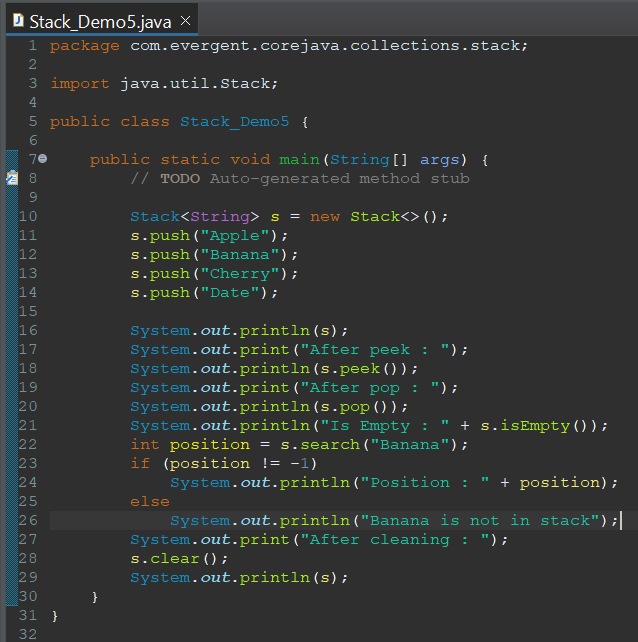 Stack_Demo5.java
1 package com.evergent.corejava.collections.stack;
2
3 import java.util.Stack;
4
5 public class Stack_Demo5 {
6
7     public static void main(String[] args) {
8         // TODO Auto-generated method stub
9
10         Stack<String> s = new Stack<>();
11         s.push("Apple");
12         s.push("Banana");
13         s.push("Cherry");
14         s.push("Date");
15
16         System.out.println(s);
17         System.out.print("After peek : ");
18         System.out.println(s.peek());
19         System.out.print("After pop : ");
20         System.out.println(s.pop());
21         System.out.println("Is Empty : " + s.isEmpty());
22         int position = s.search("Banana");
23         if (position != -1)
24             System.out.println("Position : " + position);
25         else
26             System.out.println("Banana is not in stack");
27         System.out.print("After cleaning : ");
28         s.clear();
29         System.out.println(s);
30     }
31 }
32